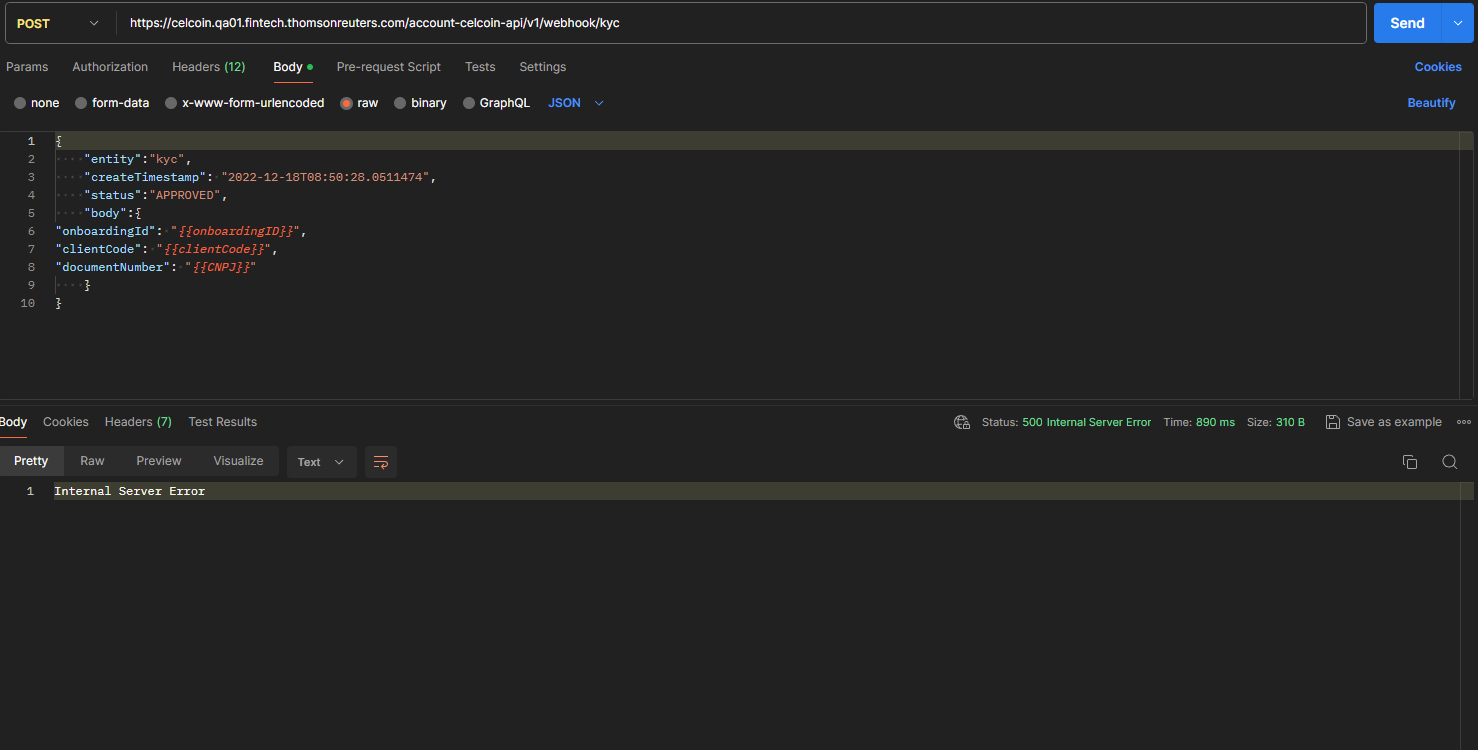 POST https://celcoin.qa01.fintech.thomsonreuters.com/account-celcoin-api/v1/webhook/kyc Send
Params Authorization Headers (12) Body Pre-request Script Tests Settings Cookies
none form-data x-www-form-urlencoded raw binary GraphQL JSON Beautify
1 {
2 "entity":"kyc",
3 "createTimestamp": "2022-12-18T08:50:28.0511474",
4 "status":"APPROVED",
5 "body":{
6 "onboardingId": "{{onboardingID}}",
7 "clientCode": "{{clientCode}}",
8 "documentNumber": "{{CNPJ}}"
9 }
10 }
Body Cookies Headers (7) Test Results Status: 500 Internal Server Error Time: 890 ms Size: 310 B Save as example
Pretty Raw Preview Visualize Text
1 Internal Server Error